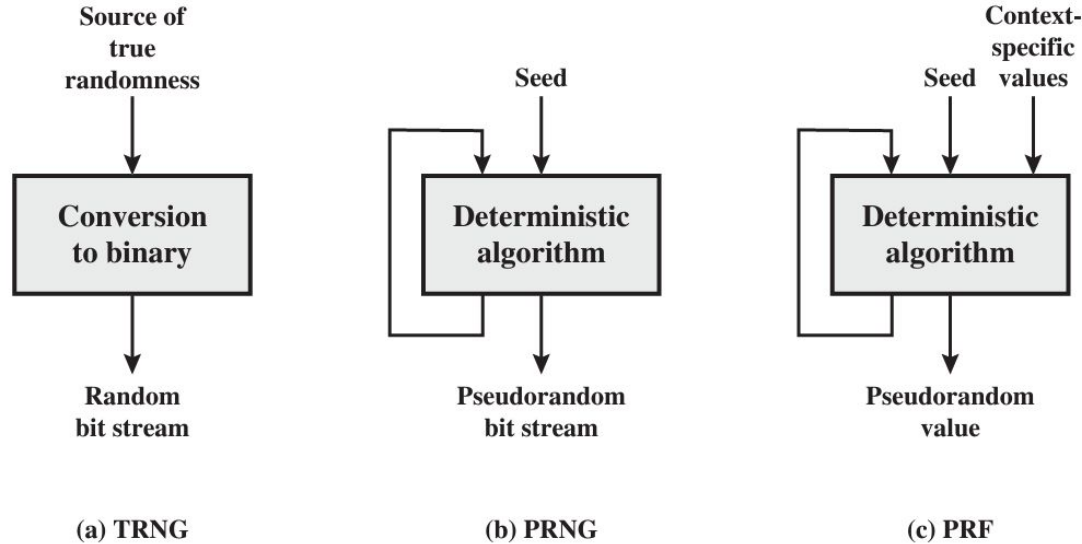 Source of
true
randomness
Conversion
to binary
Random
bit stream
(a) TRNG
Seed
Deterministic
algorithm
Pseudorandom
bit stream
(b) PRNG
Seed
Context-
specific
values
Deterministic
algorithm
Pseudorandom
value
(c) PRF